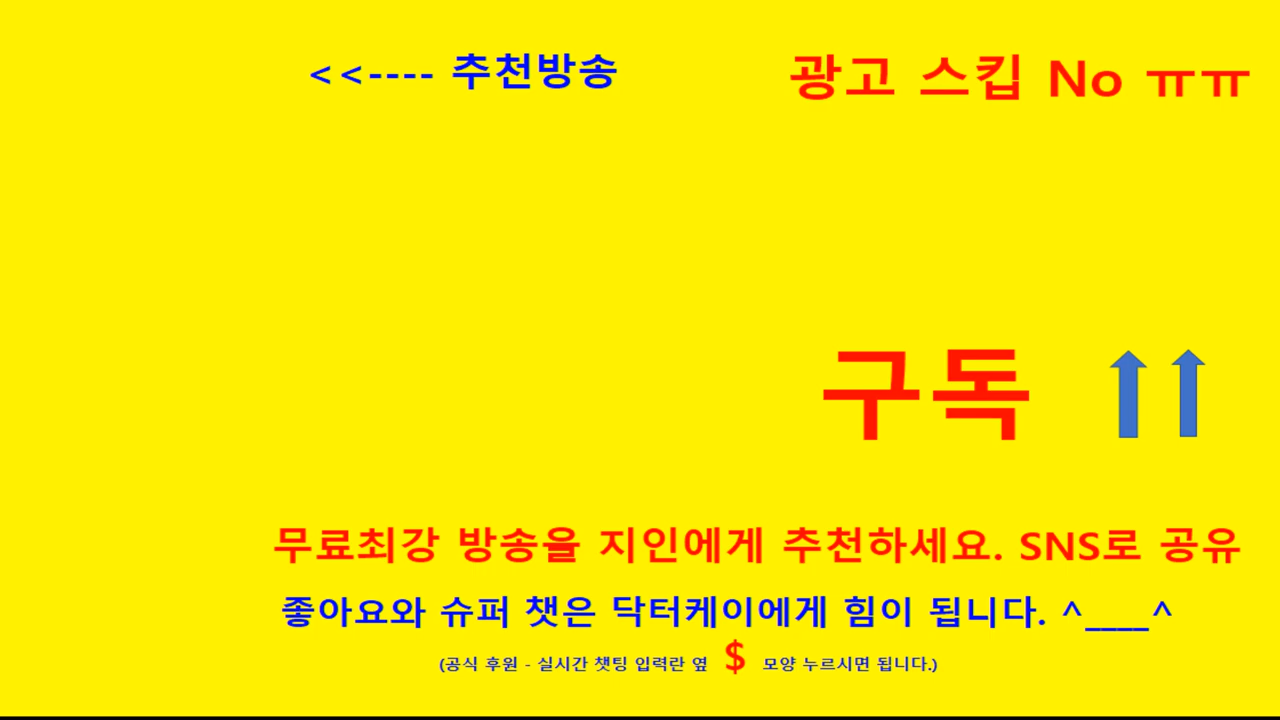 <<---- 추천방송
광고 스킵 No ㅠㅠ
구독
무료최강 방송을 지인에게 추천하세요. SNS로 공유
좋아요와 슈퍼 챗은 닥터케이에게 힘이 됩니다. ^____^
(공식 후원 - 실시간 챗팅 입력란 옆 $ 모양 누르시면 됩니다.)